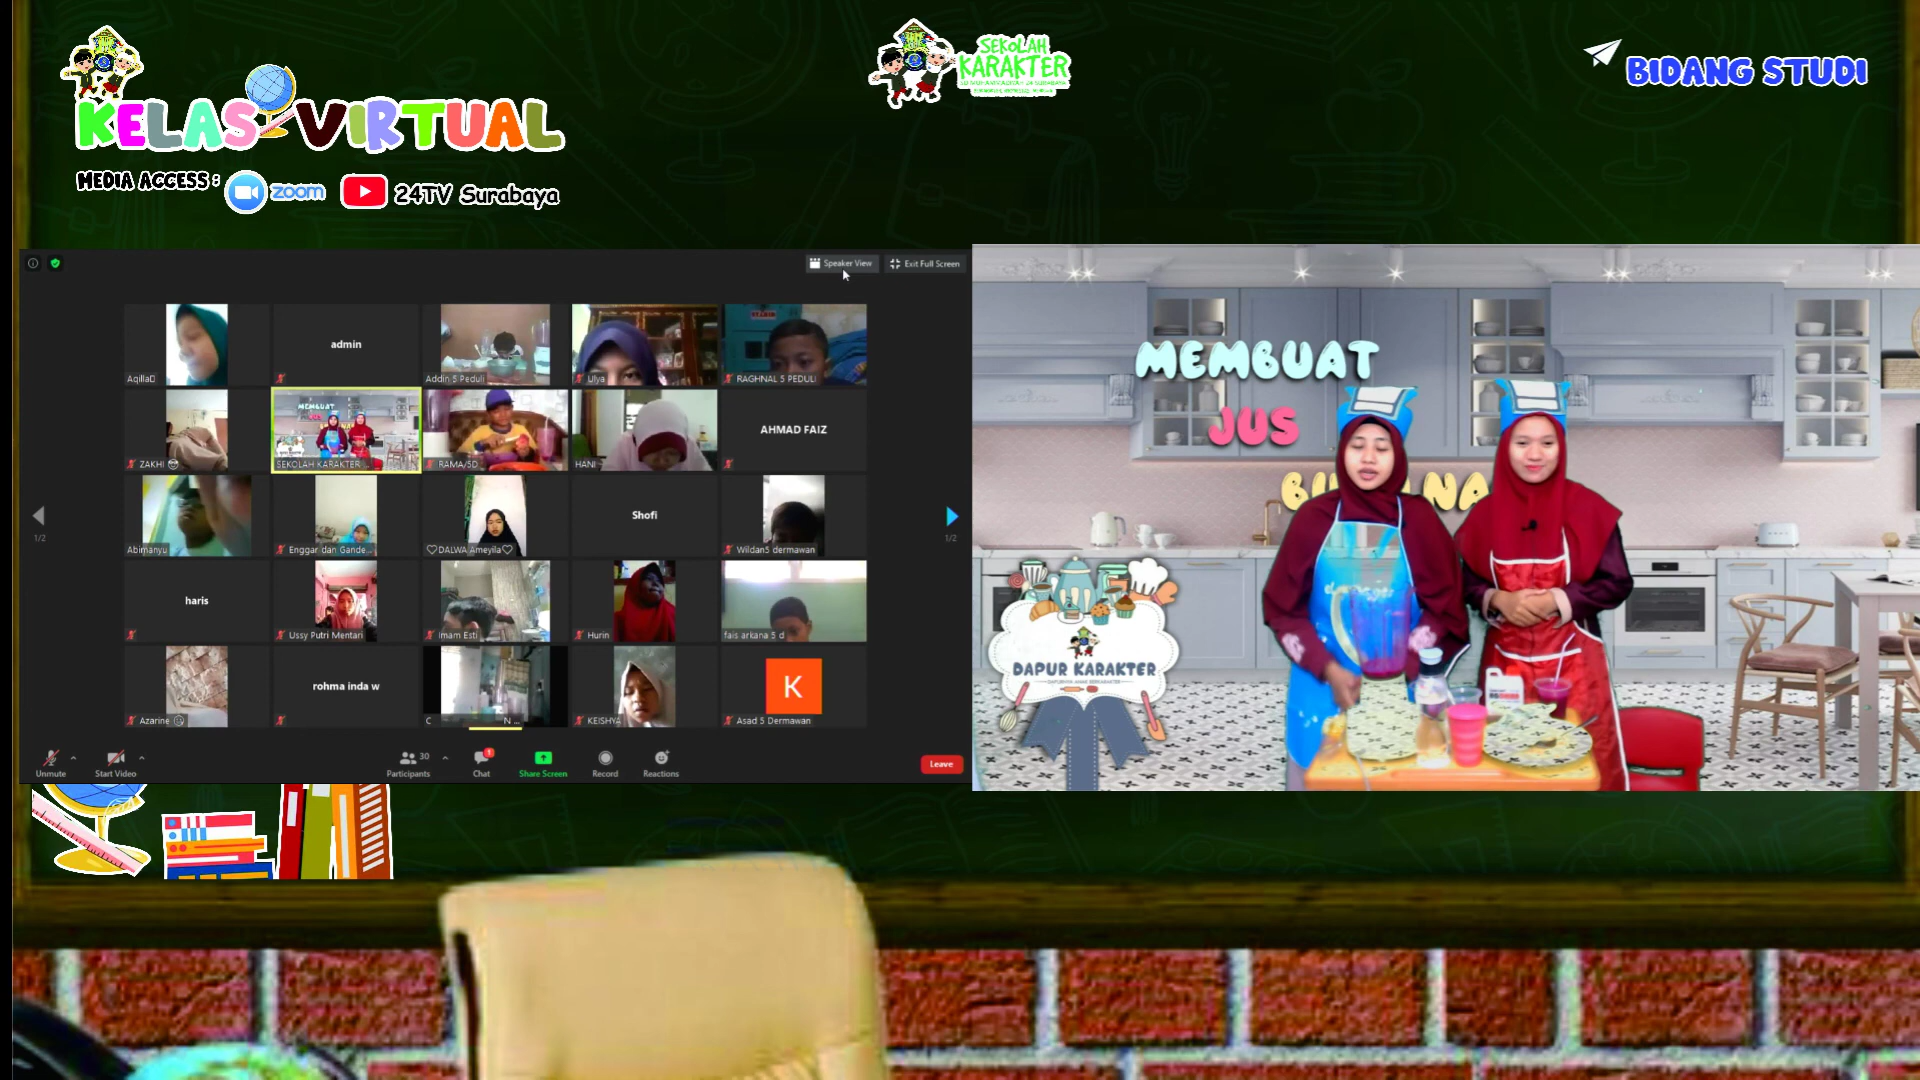 KELAS VIRTUAL
MEDIA ACCESS :
zoom
24TV Surabaya
SEKOLAH
KARAKTER
BIDANG STUDI
Speaker View
Exit Full Screen
Aqilla
admin
Addin 5 Peduli
Ulya
RAGHNAL 5 PEDULI
ZAKHI
MEMBUAT
SEKOLAH KARAKTER
RAMA/5D
HANI
AHMAD FAIZ
Abimanyu
Enggar dan Gande...
DALWA Ameyila
Shofi
Wildan5 dermawan
1/2
1/2
haris
Ussy Putri Mentari
Imam Esti
Hurin
fais arkana 5 d
Azarine
rohma inda w
C N ...
KEISHYA
K
Asad 5 Dermawan
Unmute
Start Video
30
Participants
1
Chat
Share Screen
Record
Reactions
Leave
MEMBUAT
JUS
DAPUR KARAKTER